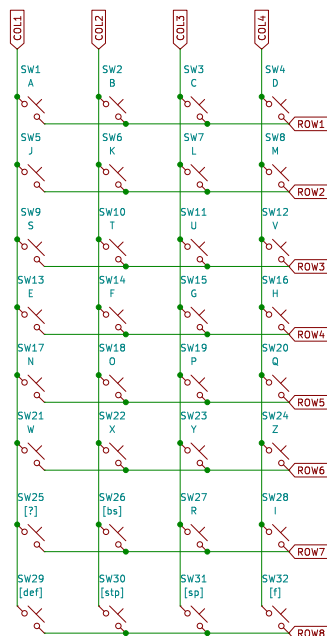 COL1 COL2 COL3 COL4
SW1 SW2 SW3 SW4
A B C D
ROW1
SW5 SW6 SW7 SW8
J K L M
ROW2
SW9 SW10 SW11 SW12
S T U V
ROW3
SW13 SW14 SW15 SW16
E F G H
ROW4
SW17 SW18 SW19 SW20
N O P Q
ROW5
SW21 SW22 SW23 SW24
W X Y Z
ROW6
SW25 SW26 SW27 SW28
[?] [bs] R I
ROW7
SW29 SW30 SW31 SW32
[def] [stp] [sp] [f]
ROW8